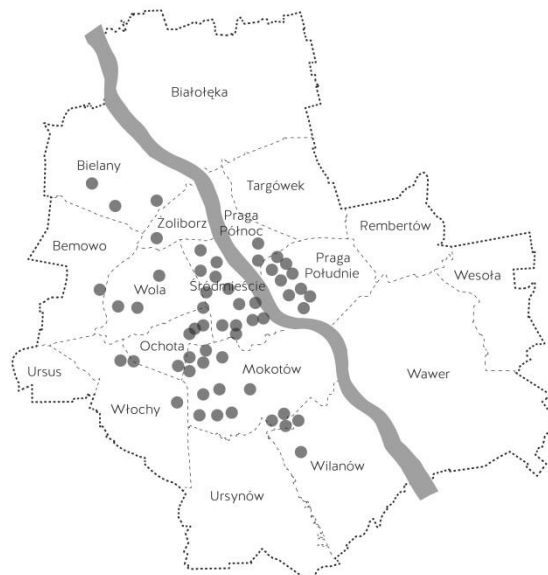 Białołęka
Bielany
Targówek
Żoliborz
Praga
Północ
Rembertów
Bemowo
Praga
Południe
Wesoła
Wola
Śródmieście
Ochota
Ursus
Mokotów
Wawer
Włochy
Wilanów
Ursynów